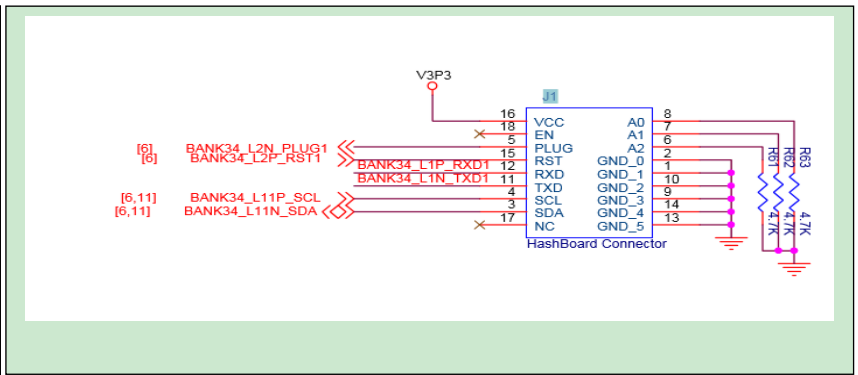 V3P3
J1
16 VCC A0 8
18 EN A1 7
[6] BANK34_L2N_PLUG1 5 PLUG A2 6
[6] BANK34_L2P_RST1 15 RST GND_0 2
BANK34_L1P_RXD1 12 RXD GND_1 1
BANK34_L1N_TXD1 11 TXD GND_2 10
[6,11] BANK34_L11P_SCL 4 SCL GND_3 9
[6,11] BANK34_L11N_SDA 3 SDA GND_4 14
17 NC GND_5 13
HashBoard Connector
R61 4.7K
R62 4.7K
R63 4.7K